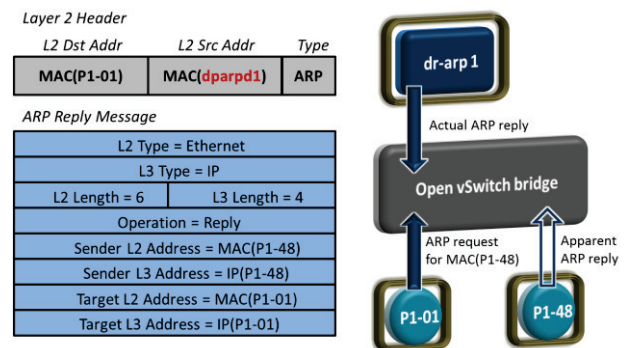 Layer 2 Header
L2 Dst Addr L2 Src Addr Type
MAC(P1-01) MAC(dparpd1) ARP
ARP Reply Message
L2 Type = Ethernet
L3 Type = IP
L2 Length = 6 L3 Length = 4
Operation = Reply
Sender L2 Address = MAC(P1-48)
Sender L3 Address = IP(P1-48)
Target L2 Address = MAC(P1-01)
Target L3 Address = IP(P1-01)
dr-arp 1
Actual ARP reply
Open vSwitch bridge
ARP request
for MAC(P1-48)
Apparent
ARP reply
P1-01
P1-48